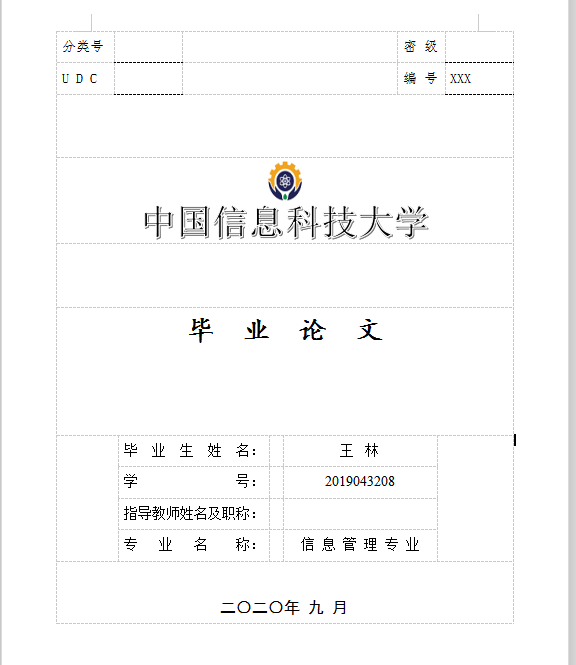 分类号 密 级
U D C 编 号 XXX
中国信息科技大学
毕 业 论 文
毕 业 生 姓 名： 王 林
学 号： 2019043208
指导教师姓名及职称：
专 业 名 称： 信 息 管 理 专 业
二〇二〇年 九 月